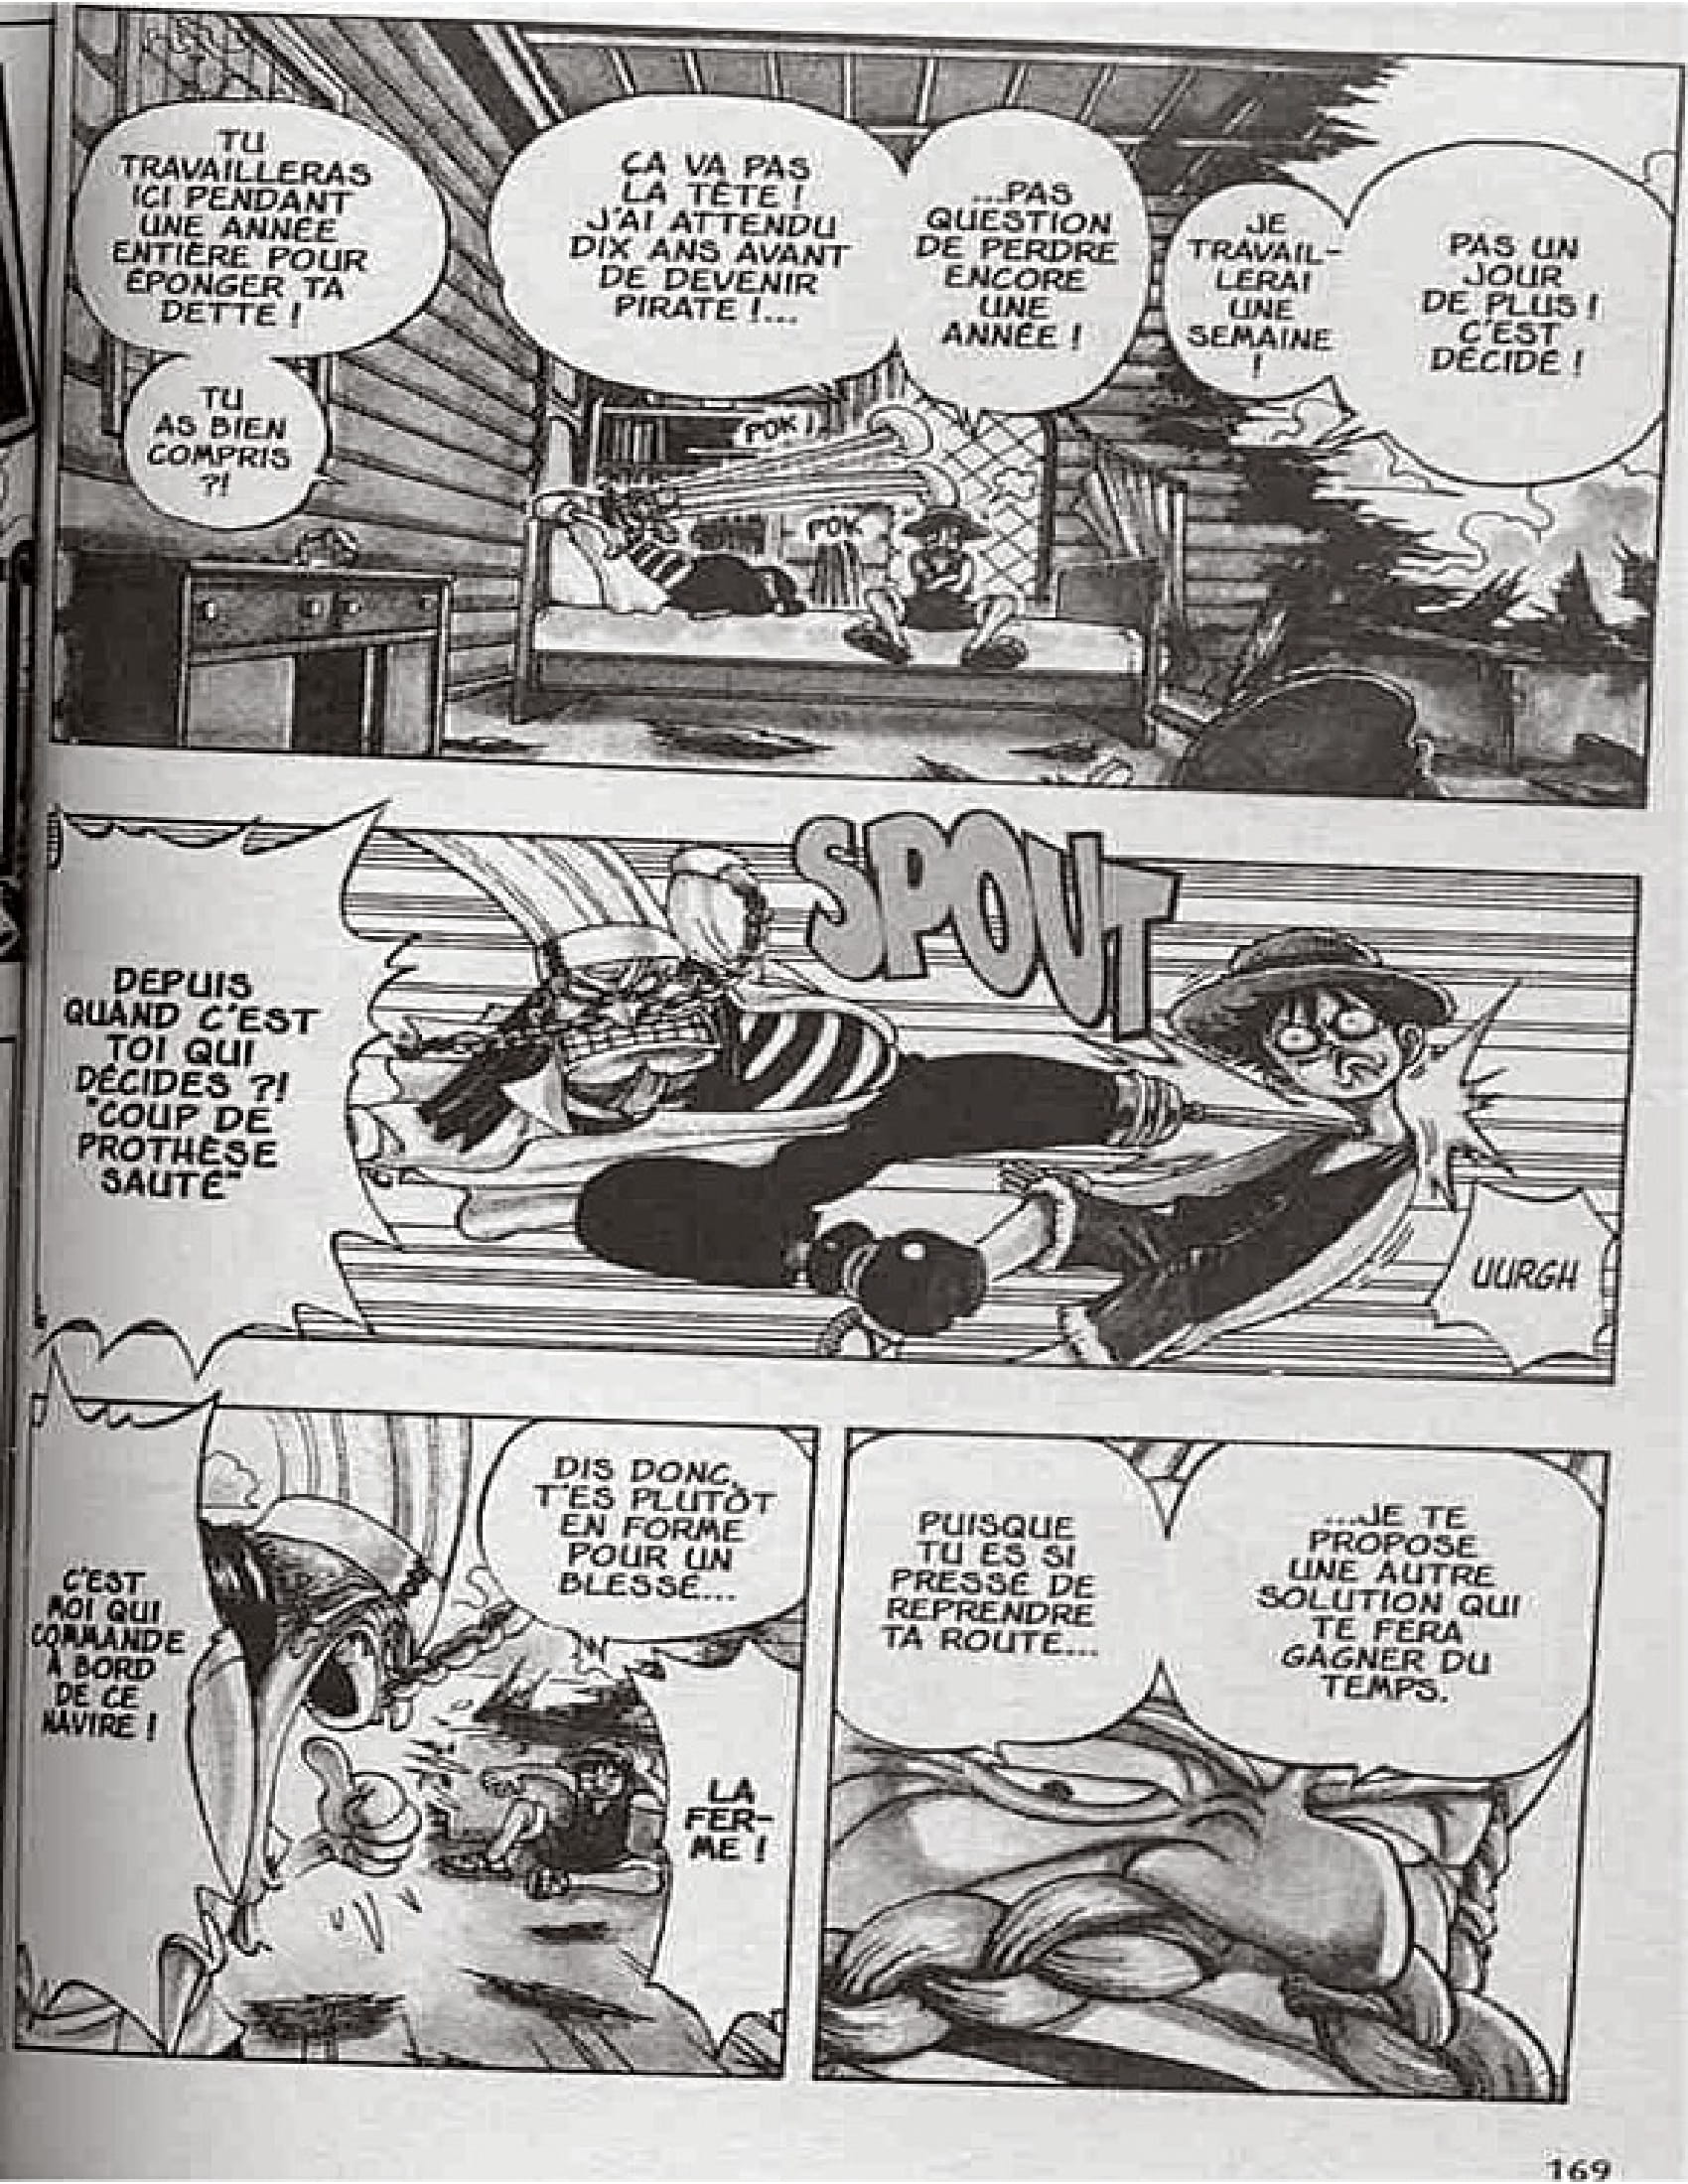 TU
TRAVAILLERAS
ICI PENDANT
UNE ANNÉE
ENTIÈRE POUR
ÉPONGER TA
DETTE !
TU
AS BIEN
COMPRIS
?!
ÇA VA PAS
LA TÊTE !
J'AI ATTENDU
DIX ANS AVANT
DE DEVENIR
PIRATE !...
...PAS
QUESTION
DE PERDRE
ENCORE
UNE
ANNÉE !
JE
TRAVAIL-
LERAI
UNE
SEMAINE
!
PAS UN
JOUR
DE PLUS !
C'EST
DÉCIDÉ !
POK !
POK
DEPUIS
QUAND C'EST
TOI QUI
DÉCIDES ?!
"COUP DE
PROTHÈSE
SAUTÉ"
SPOUT
UURGH
C'EST
MOI QUI
COMMANDE
À BORD
DE CE
NAVIRE !
DIS DONC,
T'ES PLUTÔT
EN FORME
POUR UN
BLESSÉ...
LA
FER-
ME !
PUISQUE
TU ES SI
PRESSÉ DE
REPRENDRE
TA ROUTE...
...JE TE
PROPOSE
UNE AUTRE
SOLUTION QUI
TE FERA
GAGNER DU
TEMPS.
169